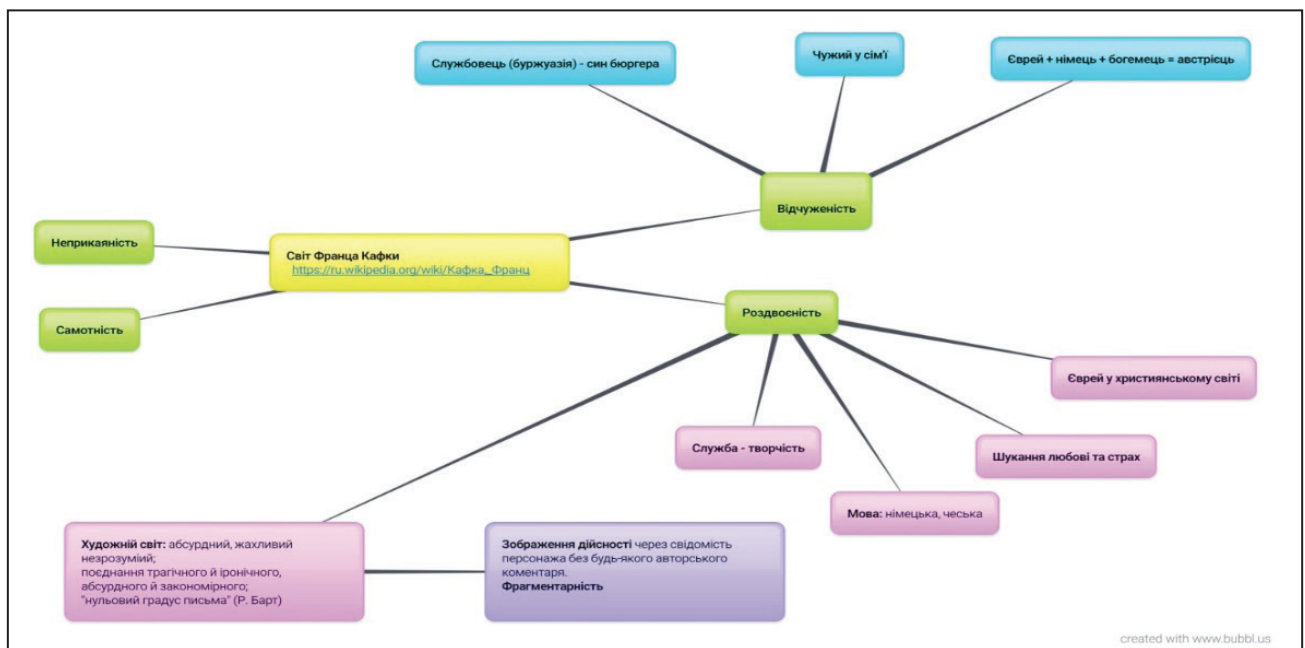 Службовець (буржуазія) - син бюргера
Чужий у сім'ї
Єврей + німець + богемець = австрієць
Відчуженість
Неприкаяність
Світ Франца Кафки
https://ru.wikipedia.org/wiki/Кафка,_Франц
Самотність
Роздвоєність
Єврей у християнському світі
Служба - творчість
Шукання любові та страх
Мова: німецька, чеська
Художній світ: абсурдний, жахливий
незрозумій;
поєднання трагічного й іронічного,
абсурдного й закономірного;
"нульовий градус письма" (Р. Барт)
Зображення дійсності через свідомість
персонажа без будь-якого авторського
коментаря.
Фрагментарність
created with www.bubbl.us